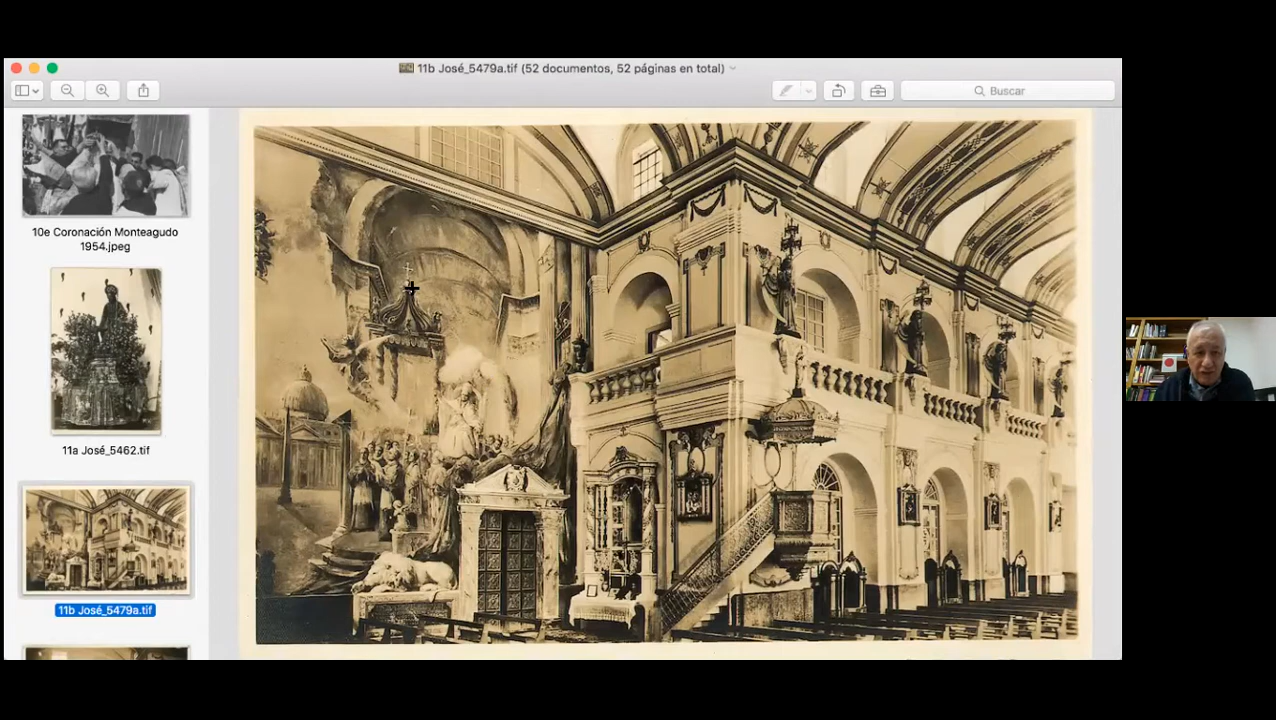 11b José_5479a.tif (52 documentos, 52 páginas en total)
Buscar
10e Coronación Monteagudo
1954.jpeg
11a José_5462.tif
11b José_5479a.tif